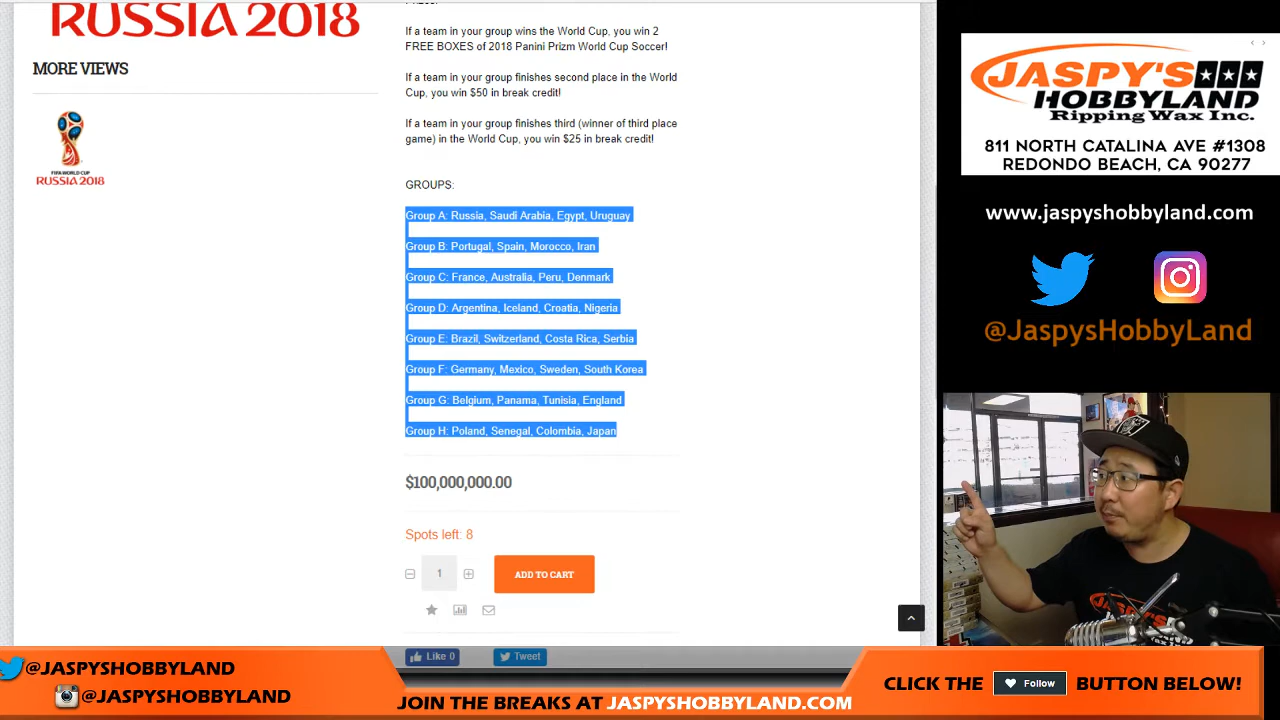 RUSSIA 2018
MORE VIEWS
FIFA WORLD CUP
RUSSIA 2018
If a team in your group wins the World Cup, you win 2
FREE BOXES of 2018 Panini Prizm World Cup Soccer!
If a team in your group finishes second place in the World
Cup, you win $50 in break credit!
If a team in your group finishes third (winner of third place
game) in the World Cup, you win $25 in break credit!
GROUPS:
Group A: Russia, Saudi Arabia, Egypt, Uruguay
Group B: Portugal, Spain, Morocco, Iran
Group C: France, Australia, Peru, Denmark
Group D: Argentina, Iceland, Croatia, Nigeria
Group E: Brazil, Switzerland, Costa Rica, Serbia
Group F: Germany, Mexico, Sweden, South Korea
Group G: Belgium, Panama, Tunisia, England
Group H: Poland, Senegal, Colombia, Japan
$100,000,000.00
Spots left: 8
1
ADD TO CART
Like 0
Tweet
JASPY'S
HOBBYLAND
Ripping Wax Inc.
811 NORTH CATALINA AVE #1308
REDONDO BEACH, CA 90277
www.jaspyshobbyland.com
@JaspysHobbyLand
@JASPYSHOBBYLAND
@JASPYSHOBBYLAND
JOIN THE BREAKS AT JASPYSHOBBYLAND.COM
CLICK THE Follow BUTTON BELOW!